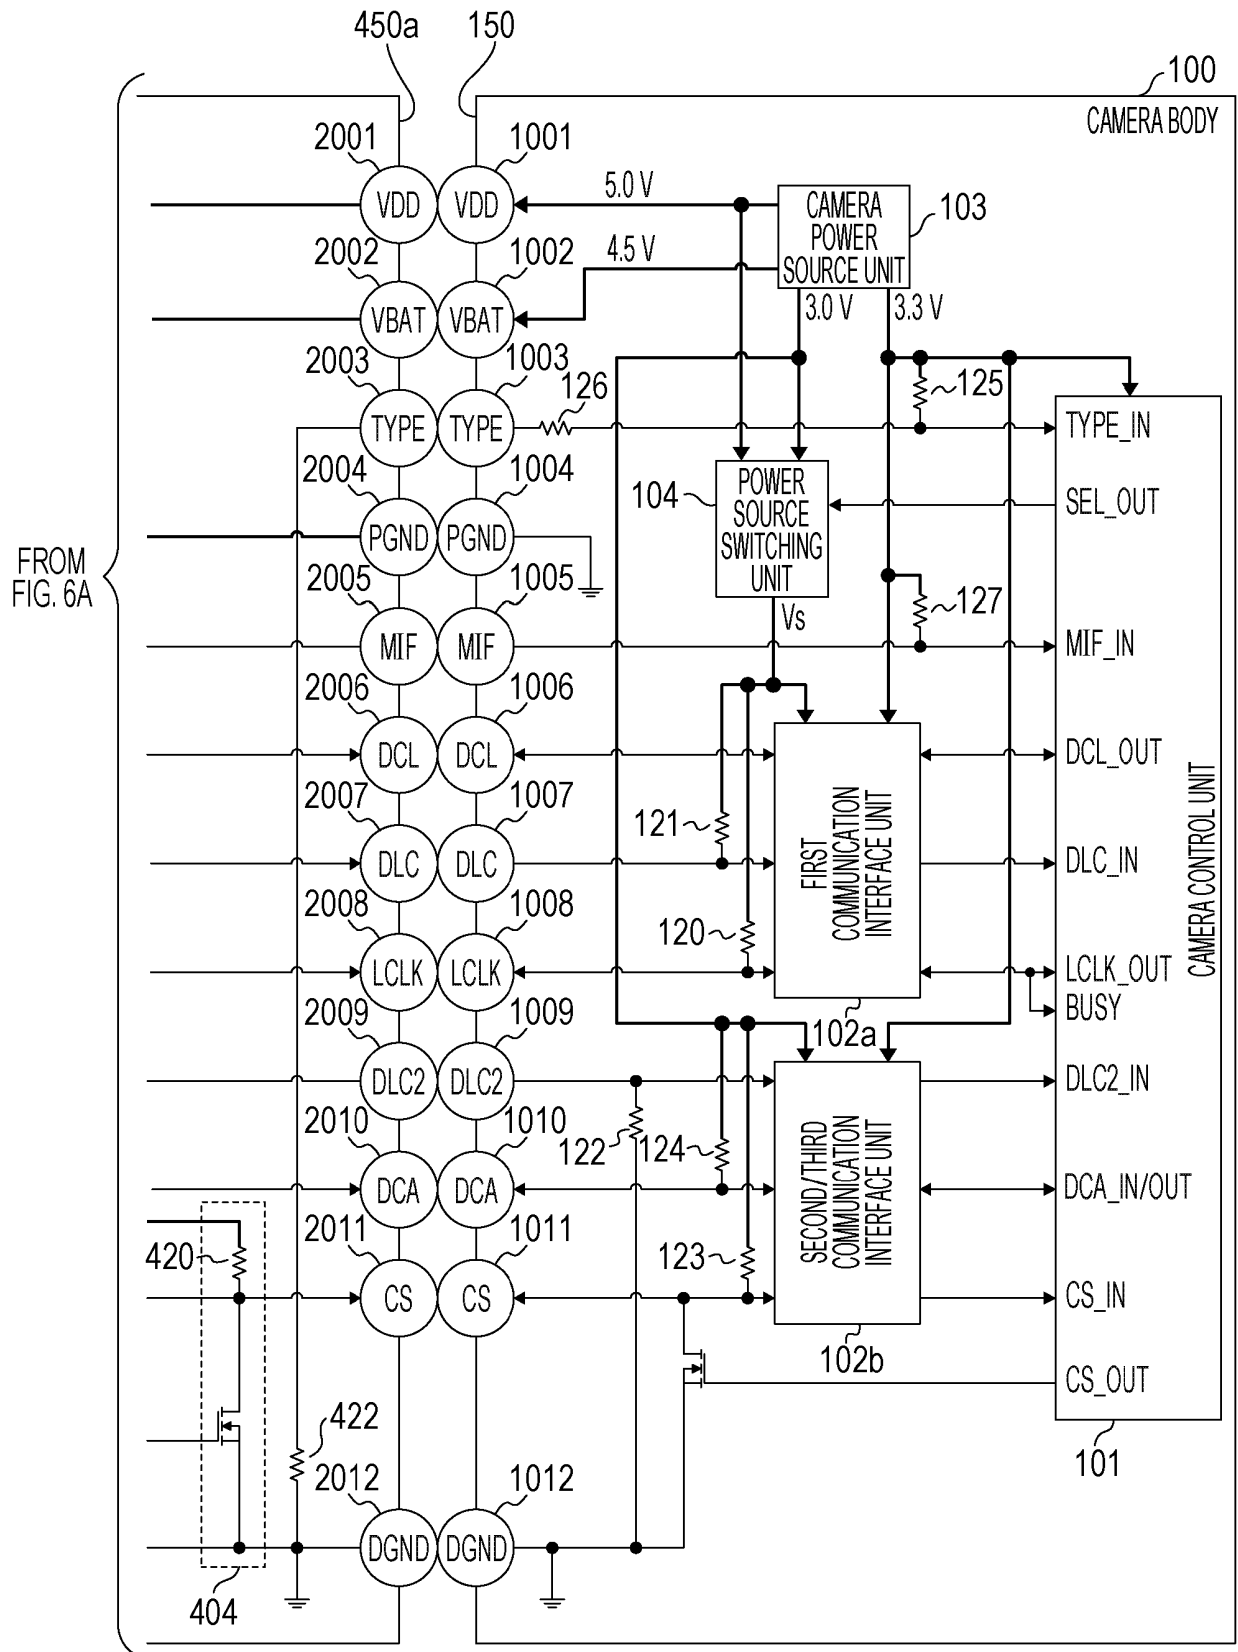 450a
150
100
CAMERA BODY
2001
1001
VDD
VDD
5.0 V
CAMERA
POWER
SOURCE UNIT
103
2002
1002
VBAT
VBAT
4.5 V
3.0 V
3.3 V
2003
1003
TYPE
TYPE
126
125
TYPE_IN
2004
1004
PGND
PGND
104
POWER
SOURCE
SWITCHING
UNIT
SEL_OUT
FROM
FIG. 6A
2005
1005
MIF
MIF
Vs
127
MIF_IN
2006
1006
DCL
DCL
DCL_OUT
2007
1007
DLC
DLC
121
FIRST
COMMUNICATION
INTERFACE UNIT
DLC_IN
CAMERA CONTROL UNIT
2008
1008
LCLK
LCLK
120
LCLK_OUT
BUSY
102a
2009
1009
DLC2
DLC2
DLC2_IN
2010
1010
122
124
DCA
DCA
SECOND/THIRD
COMMUNICATION
INTERFACE UNIT
DCA_IN/OUT
2011
1011
420
123
CS
CS
CS_IN
102b
CS_OUT
422
101
2012
1012
DGND
DGND
404